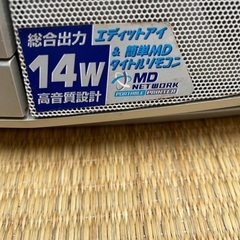 総合出力
14W
高音質設計
エディットアイ
& 簡単MD
タイトルリモコン
MD
NETWORK
PORTABLE PRINTER